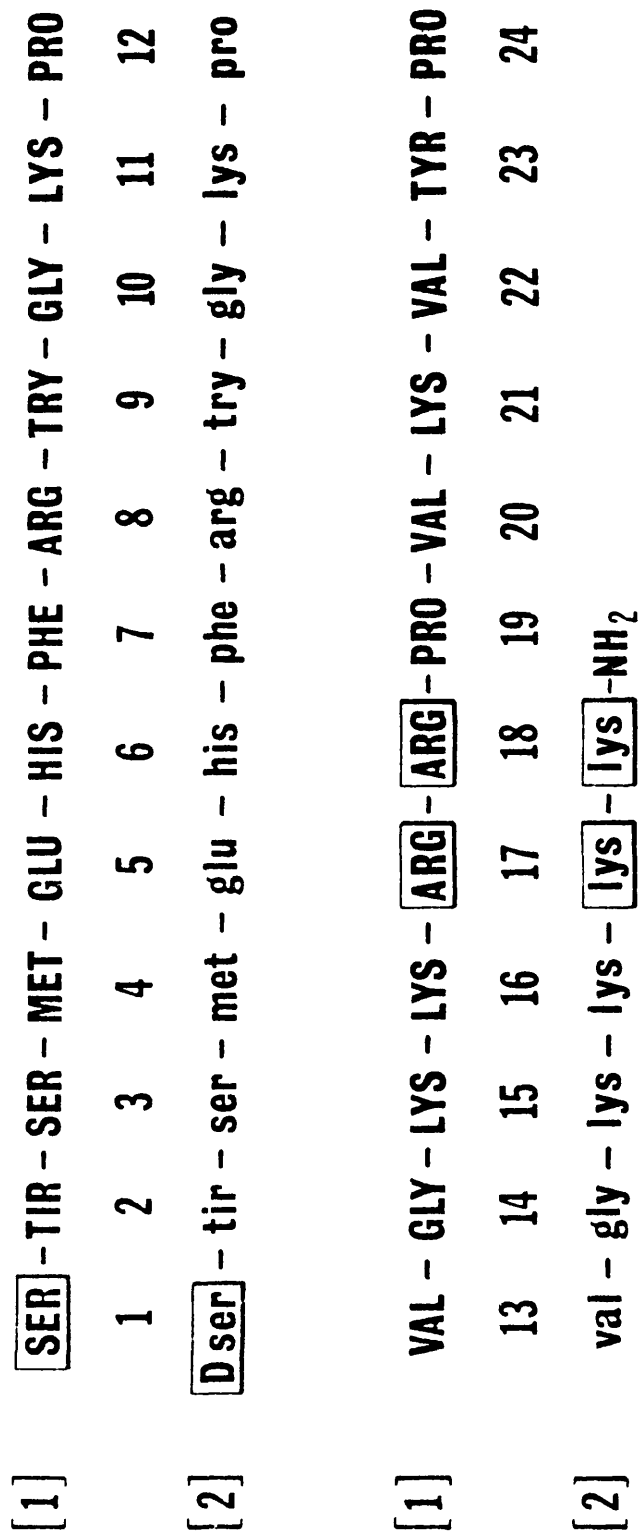 [1] SER – TIR – SER – MET – GLU – HIS – PHE – ARG – TRY – GLY – LYS – PRO
1 2 3 4 5 6 7 8 9 10 11 12
[2] D ser – tir – ser – met – glu – his – phe – arg – try – gly – lys – pro
[1] VAL – GLY – LYS – LYS – ARG – ARG – PRO – VAL – LYS – VAL – TYR – PRO
13 14 15 16 17 18 19 20 21 22 23 24
[2] val – gly – lys – lys – lys – lys – NH2